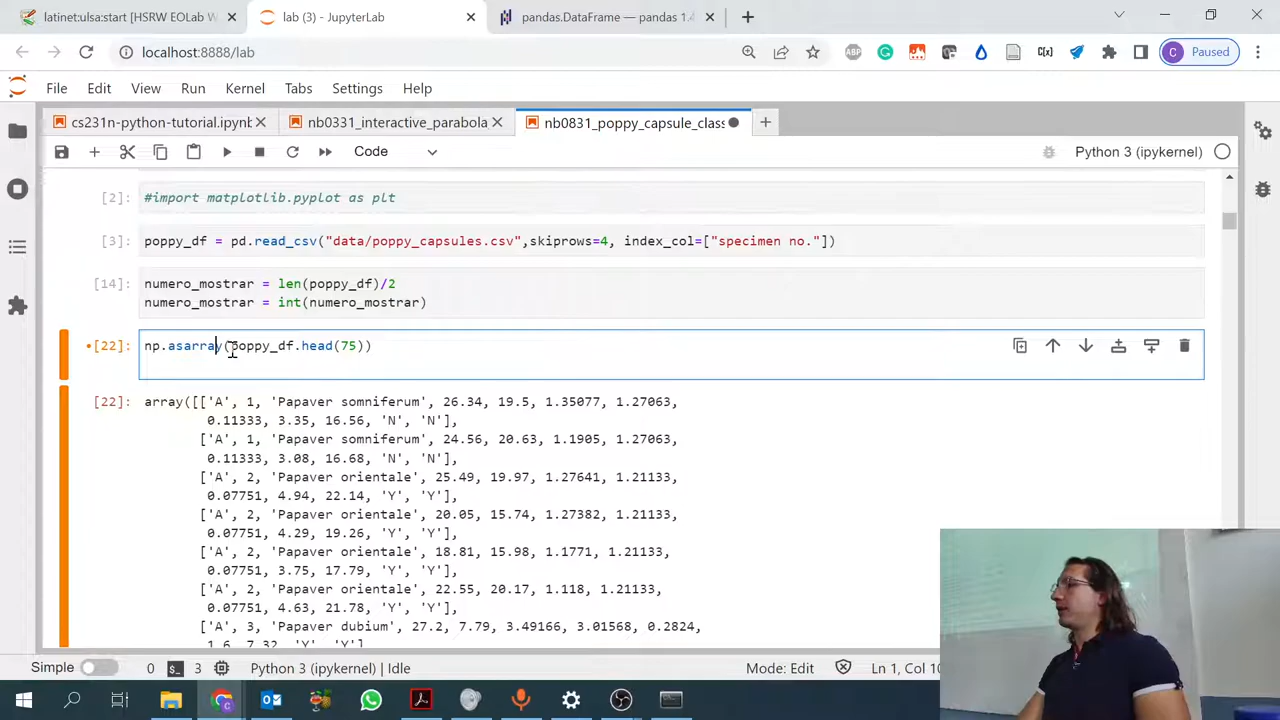 latinet:ulsa:start [HSRW EOLab W
lab (3) - JupyterLab
pandas.DataFrame — pandas 1.4
localhost:8888/lab
ABP
C[x]
C
Paused
File Edit View Run Kernel Tabs Settings Help
cs231n-python-tutorial.ipynb
nb0331_interactive_parabola
nb0831_poppy_capsule_class
Code
Python 3 (ipykernel)
[2]: #import matplotlib.pyplot as plt
[3]: poppy_df = pd.read_csv("data/poppy_capsules.csv",skiprows=4, index_col=["specimen no."])
[14]: numero_mostrar = len(poppy_df)/2
numero_mostrar = int(numero_mostrar)
[22]: np.asarray(poppy_df.head(75))
[22]: array([['A', 1, 'Papaver somniferum', 26.34, 19.5, 1.35077, 1.27063,
0.11333, 3.35, 16.56, 'N', 'N'],
['A', 1, 'Papaver somniferum', 24.56, 20.63, 1.1905, 1.27063,
0.11333, 3.08, 16.68, 'N', 'N'],
['A', 2, 'Papaver orientale', 25.49, 19.97, 1.27641, 1.21133,
0.07751, 4.94, 22.14, 'Y', 'Y'],
['A', 2, 'Papaver orientale', 20.05, 15.74, 1.27382, 1.21133,
0.07751, 4.29, 19.26, 'Y', 'Y'],
['A', 2, 'Papaver orientale', 18.81, 15.98, 1.1771, 1.21133,
0.07751, 3.75, 17.79, 'Y', 'Y'],
['A', 2, 'Papaver orientale', 22.55, 20.17, 1.118, 1.21133,
0.07751, 4.63, 21.78, 'Y', 'Y'],
['A', 3, 'Papaver dubium', 27.2, 7.79, 3.49166, 3.01568, 0.2824,
1.6, 7.32, 'Y', 'Y'],
Simple 0 3 Python 3 (ipykernel) | Idle Mode: Edit Ln 1, Col 10